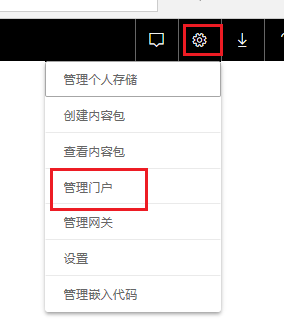 管理个人存储
创建内容包
查看内容包
管理门户
管理网关
设置
管理嵌入代码